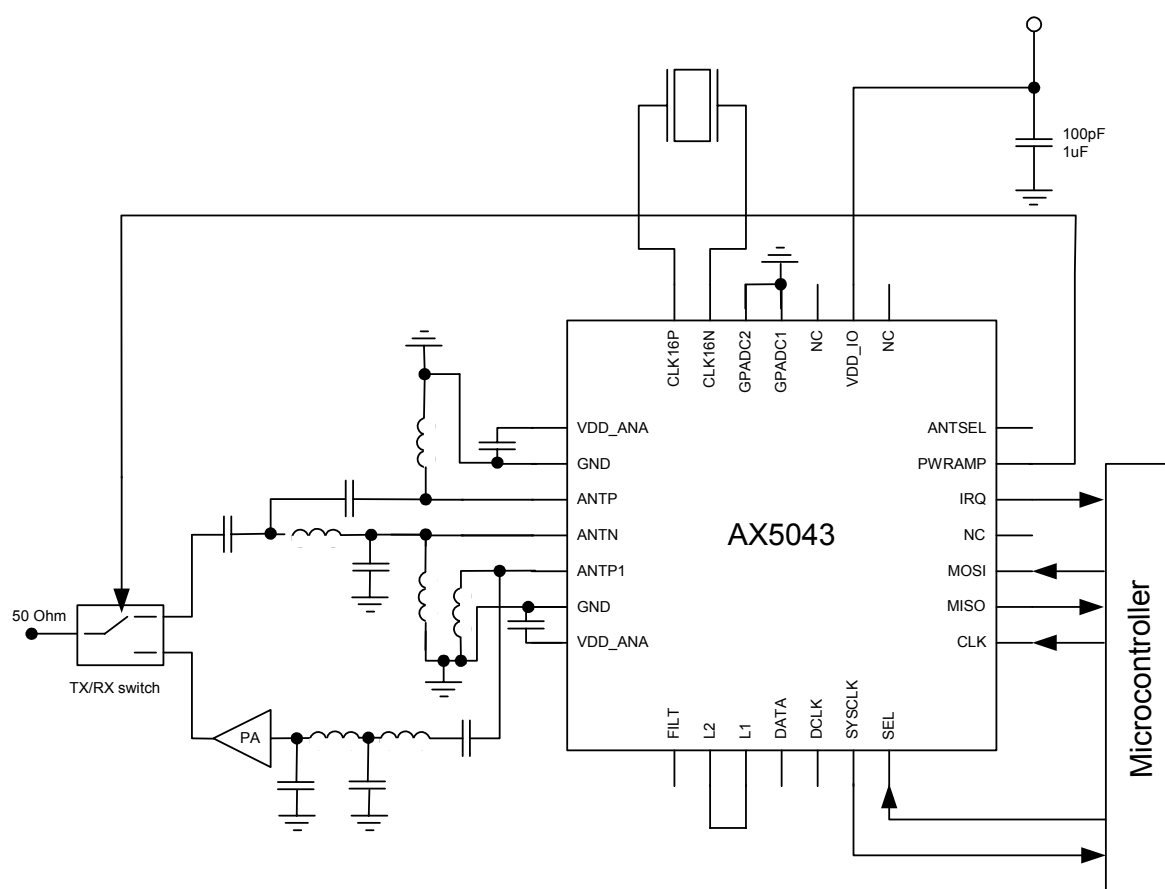 100pF
1uF
CLK16P
CLK16N
GPADC2
GPADC1
NC
VDD_IO
NC
VDD_ANA
GND
ANTP
ANTN
ANTP1
GND
VDD_ANA
AX5043
ANTSEL
PWRAMP
IRQ
NC
MOSI
MISO
CLK
Microcontroller
50 Ohm
TX/RX switch
PA
FILT
L2
L1
DATA
DCLK
SYSCLK
SEL